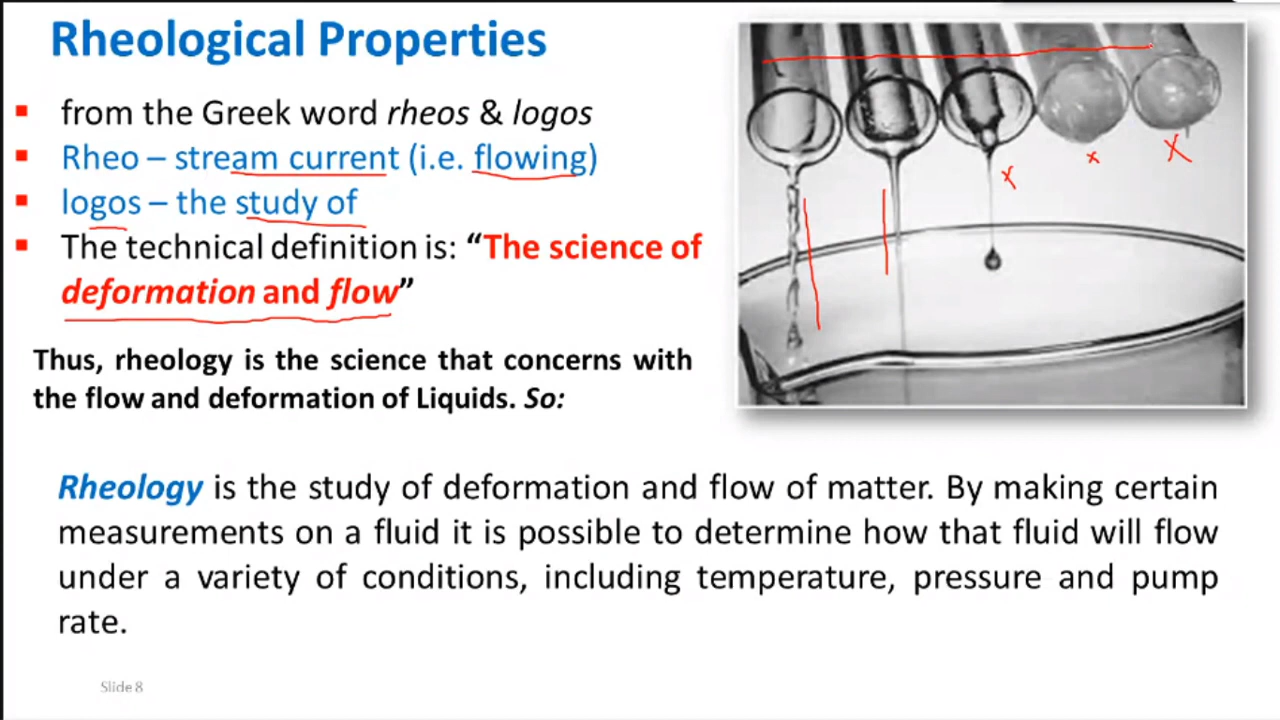 Rheological Properties
from the Greek word rheos & logos
Rheo – stream current (i.e. flowing)
logos – the study of
The technical definition is: “The science of
deformation and flow”
Thus, rheology is the science that concerns with
the flow and deformation of Liquids. So:
Rheology is the study of deformation and flow of matter. By making certain
measurements on a fluid it is possible to determine how that fluid will flow
under a variety of conditions, including temperature, pressure and pump
rate.
Slide 8